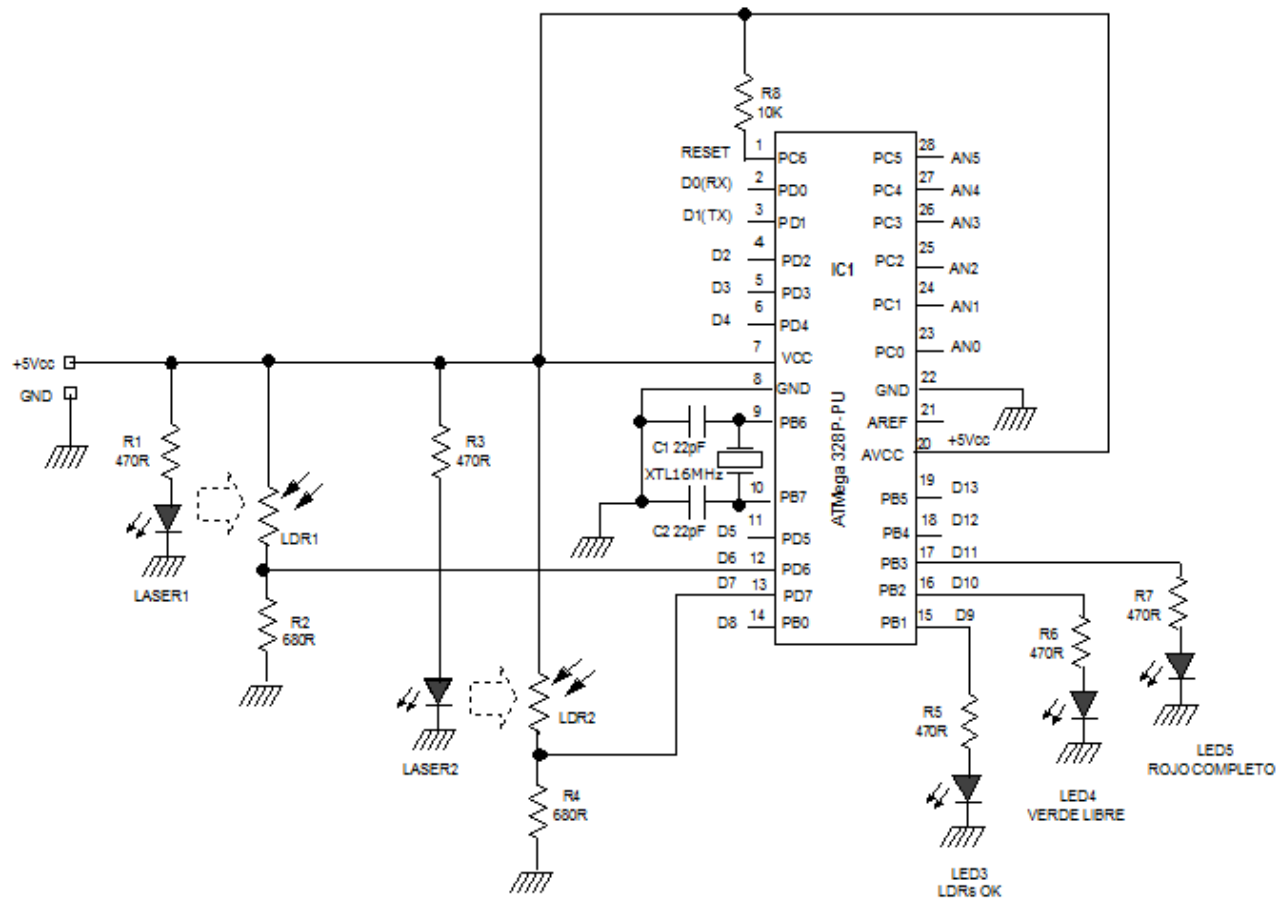 R8
10K
RESET
1
PC6
28
PC5
AN5
D0(RX)
2
PD0
27
PC4
AN4
D1(TX)
3
PD1
26
PC3
AN3
D2
4
PD2
IC1
25
PC2
AN2
D3
5
PD3
24
PC1
AN1
D4
6
PD4
23
PC0
AN0
+5Vcc
7
VCC
GND
8
GND
22
GND
21
AREF
9
PB6
C1 22pF
XTL16MHz
10
PB7
C2 22pF
ATMega 328P-PU
20
+5Vcc
AVCC
R1
470R
R3
470R
D5
11
PD5
19
PB5
D13
18
PB4
D12
LDR1
LASER1
D6
12
PD6
17
PB3
D11
D7
13
PD7
16
PB2
D10
D8
14
PB0
15
PB1
D9
R2
680R
R7
470R
R6
470R
R5
470R
LDR2
LASER2
R4
680R
LED5
ROJO COMPLETO
LED4
VERDE LIBRE
LED3
LDRs OK